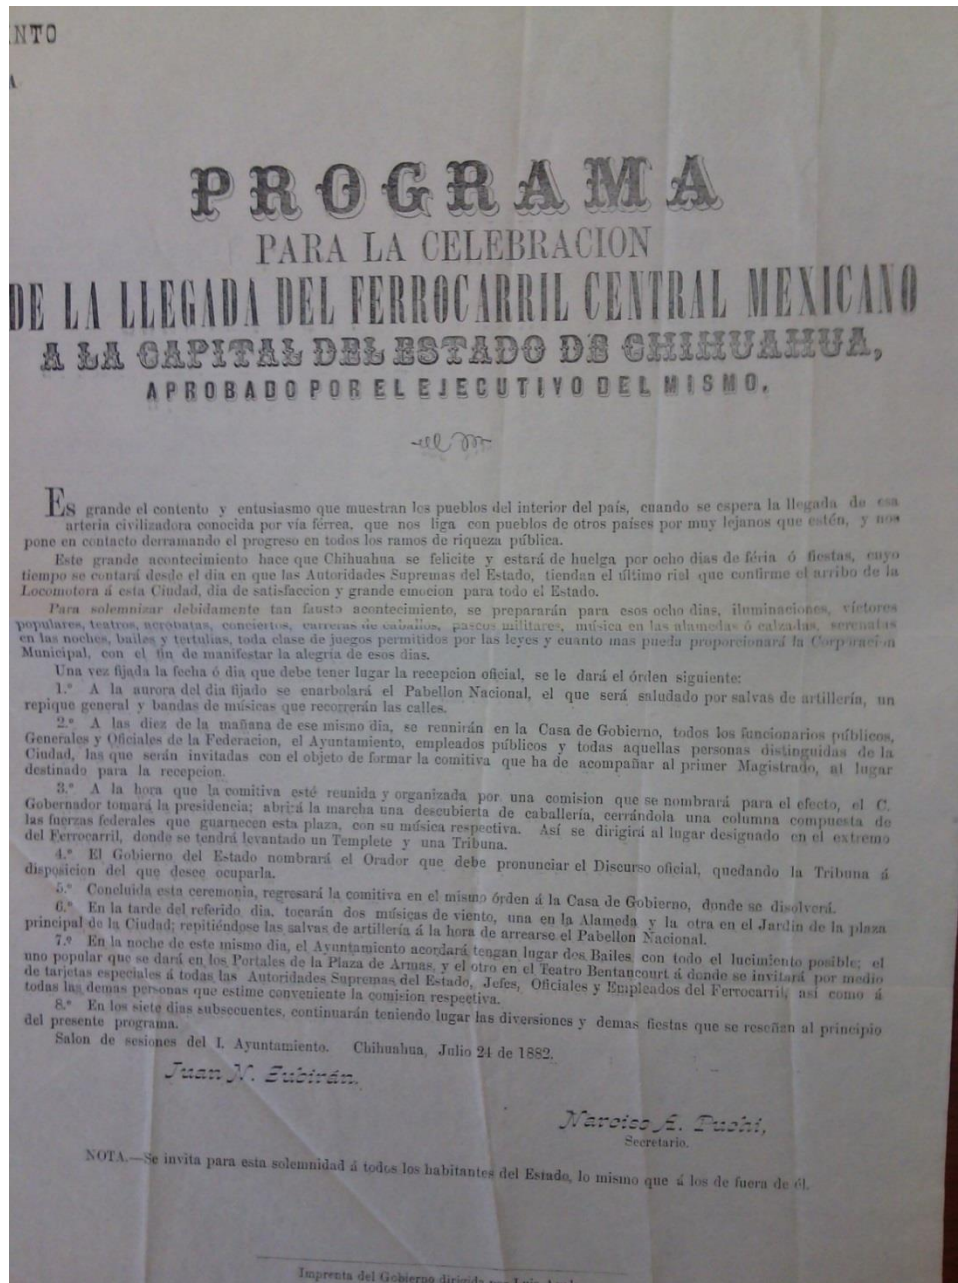 NTO
A
PROGRAMA
PARA LA CELEBRACION
DE LA LLEGADA DEL FERROCARRIL CENTRAL MEXICANO
A LA CAPITAL DEL ESTADO DE CHIHUAHUA,
APROBADO POR EL EJECUTIVO DEL MISMO.
Es grande el contento y entusiasmo que muestran los pueblos del interior del país, cuando se espera la llegada de esa
arteria civilizadora conocida por vía férrea, que nos liga con pueblos de otros países por muy lejanos que estén, y nos
pone en contacto derramando el progreso en todos los ramos de riqueza pública.
Este grande acontecimiento hace que Chihuahua se felicite y estará de huelga por ocho dias de féria ó fiestas, cuyo
tiempo se contará desde el dia en que las Autoridades Supremas del Estado, tiendan el último riel que confirme el arribo de la
Locomotora á esta Ciudad, dia de satisfaccion y grande emocion para todo el Estado.
Para solemnizar debidamente tan fausto acontecimiento, se prepararán para esos ocho dias, iluminaciones, victores
populares, teatros, acróbatas, conciertos, carreras de caballos, paseos militares, música en las alamedas ó calzadas, serenatas
en las noches, bailes y tertulias, toda clase de juegos permitidos por las leyes y cuanto mas pueda proporcionará la Corporacion
Municipal, con el fin de manifestar la alegría de esos dias.
Una vez fijada la fecha ó dia que debe tener lugar la recepcion oficial, se le dará el órden siguiente:
1.º A la aurora del dia fijado se enarbolará el Pabellon Nacional, el que será saludado por salvas de artillería, un
repique general y bandas de músicas que recorrerán las calles.
2.º A las diez de la mañana de ese mismo dia, se reunirán en la Casa de Gobierno, todos los funcionarios públicos,
Generales y Oficiales de la Federacion, el Ayuntamiento, empleados públicos y todas aquellas personas distinguidas de la
Ciudad, las que serán invitadas con el objeto de formar la comitiva que ha de acompañar al primer Magistrado, al lugar
destinado para la recepcion.
3.º A la hora que la comitiva esté reunida y organizada por una comision que se nombrará para el efecto, el C.
Gobernador tomará la presidencia; abrirá la marcha una descubierta de caballería, cerrándola una columna compuesta de
las fuerzas federales que guarnecen esta plaza, con su música respectiva. Así se dirigirá al lugar designado en el extremo
del Ferrocarril, donde se tendrá levantado un Templete y una Tribuna.
4.º El Gobierno del Estado nombrará el Orador que debe pronunciar el Discurso oficial, quedando la Tribuna á
disposicion del que desee ocuparla.
5.º Concluida esta ceremonia, regresará la comitiva en el mismo órden á la Casa de Gobierno, donde se disolverá.
6.º En la tarde del referido dia, tocarán dos músicas de viento, una en la Alameda y la otra en el Jardin de la plaza
principal de la Ciudad; repitiéndose las salvas de artillería á la hora de arrearse el Pabellon Nacional.
7.º En la noche de este mismo dia, el Ayuntamiento acordará tengan lugar dos Bailes con todo el lucimiento posible; el
uno popular que se dará en los Portales de la Plaza de Armas, y el otro en el Teatro Bentancourt á donde se invitará por medio
de tarjetas especiales á todas las Autoridades Supremas del Estado, Jefes, Oficiales y Empleados del Ferrocarril, así como á
todas las demas personas que estime conveniente la comision respectiva.
8.º En los siete dias subsecuentes, continuarán teniendo lugar las diversiones y demas fiestas que se reseñan al principio
del presente programa.
Salon de sesiones del I. Ayuntamiento. Chihuahua, Julio 24 de 1882.
Juan N. Zubirán.
Narciso A. Puchi,
Secretario.
NOTA.—Se invita para esta solemnidad á todos los habitantes del Estado, lo mismo que á los de fuera de él.
Imprenta del Gobierno dirigida